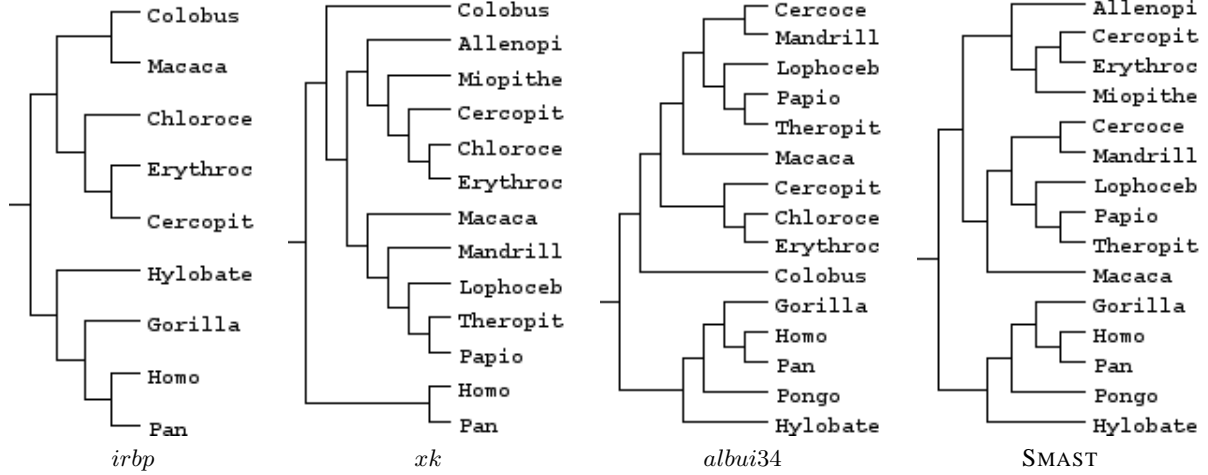 Colobus
Macaca
Chloroce
Erythroc
Cercopit
Hylobate
Gorilla
Homo
Pan
irbp
Colobus
Allenopi
Miopithe
Cercopit
Chloroce
Erythroc
Macaca
Mandrill
Lophoceb
Theropit
Papio
Homo
Pan
xk
Cercoce
Mandrill
Lophoceb
Papio
Theropit
Macaca
Cercopit
Chloroce
Erythroc
Colobus
Gorilla
Homo
Pan
Pongo
Hylobate
albui34
Allenopi
Cercopit
Erythroc
Miopithe
Cercoce
Mandrill
Lophoceb
Papio
Theropit
Macaca
Gorilla
Homo
Pan
Pongo
Hylobate
SMAST